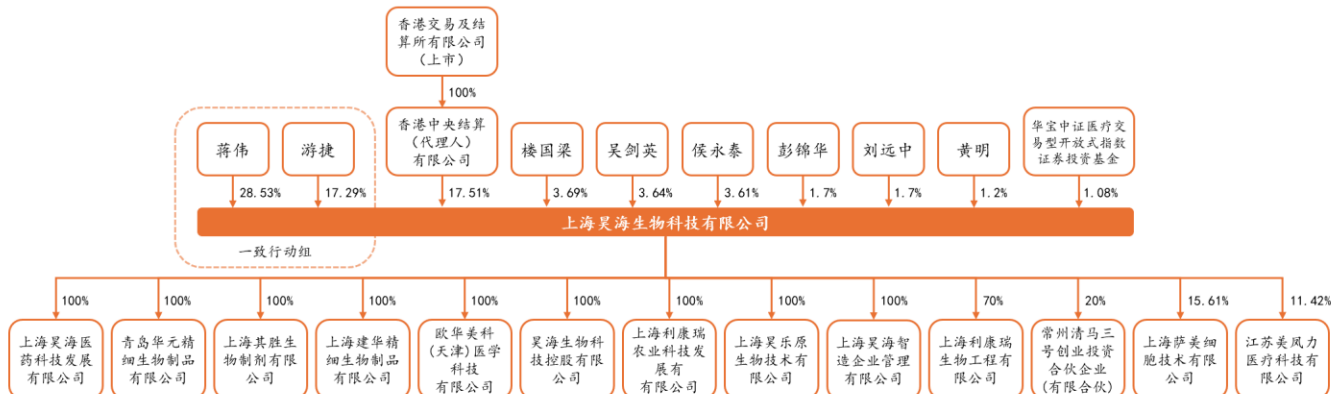 香港交易及结
算所有限公司
（上市）
100%
蒋伟
游捷
香港中央结算
（代理人）
有限公司
楼国梁
吴剑英
侯永泰
彭锦华
刘远中
黄明
华宝中证医疗交
易型开放式指数
证券投资基金
28.53%
17.29%
17.51%
3.69%
3.64%
3.61%
1.7%
1.7%
1.2%
1.08%
上海昊海生物科技有限公司
一致行动组
100%
100%
100%
100%
100%
100%
100%
100%
100%
70%
20%
15.61%
11.42%
上海昊海医
药科技发展
有限公司
青岛华元精
细生物制品
有限公司
上海其胜生
物制剂有限
公司
上海建华精
细生物制品
有限公司
欧华美科
(天津)医学
科技
有限公司
昊海生物科
技控股有限
公司
上海利康瑞
农业科技发
展有
有限公司
上海昊乐原
生物技术有
限公司
上海昊海智
造企业管理
有限公司
上海利康瑞
生物工程有
限公司
常州清马三
号创业投资
合伙企业
(有限合伙)
上海萨美细
胞技术有限
公司
江苏美凤力
医疗科技有
限公司